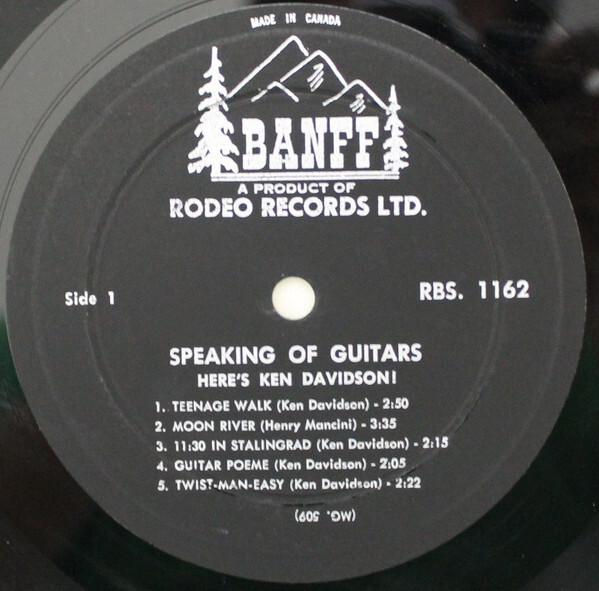 MADE IN CANADA
BANFF
A PRODUCT OF
RODEO RECORDS LTD.
Side 1
RBS. 1162
SPEAKING OF GUITARS
HERE'S KEN DAVIDSON!
1. TEENAGE WALK (Ken Davidson) - 2:50
2. MOON RIVER (Henry Mancini) - 3:35
3. 11:30 IN STALINGRAD (Ken Davidson) - 2:15
4. GUITAR POEME (Ken Davidson) - 2:05
5. TWIST-MAN-EASY (Ken Davidson) - 2:22
(MG. 509)